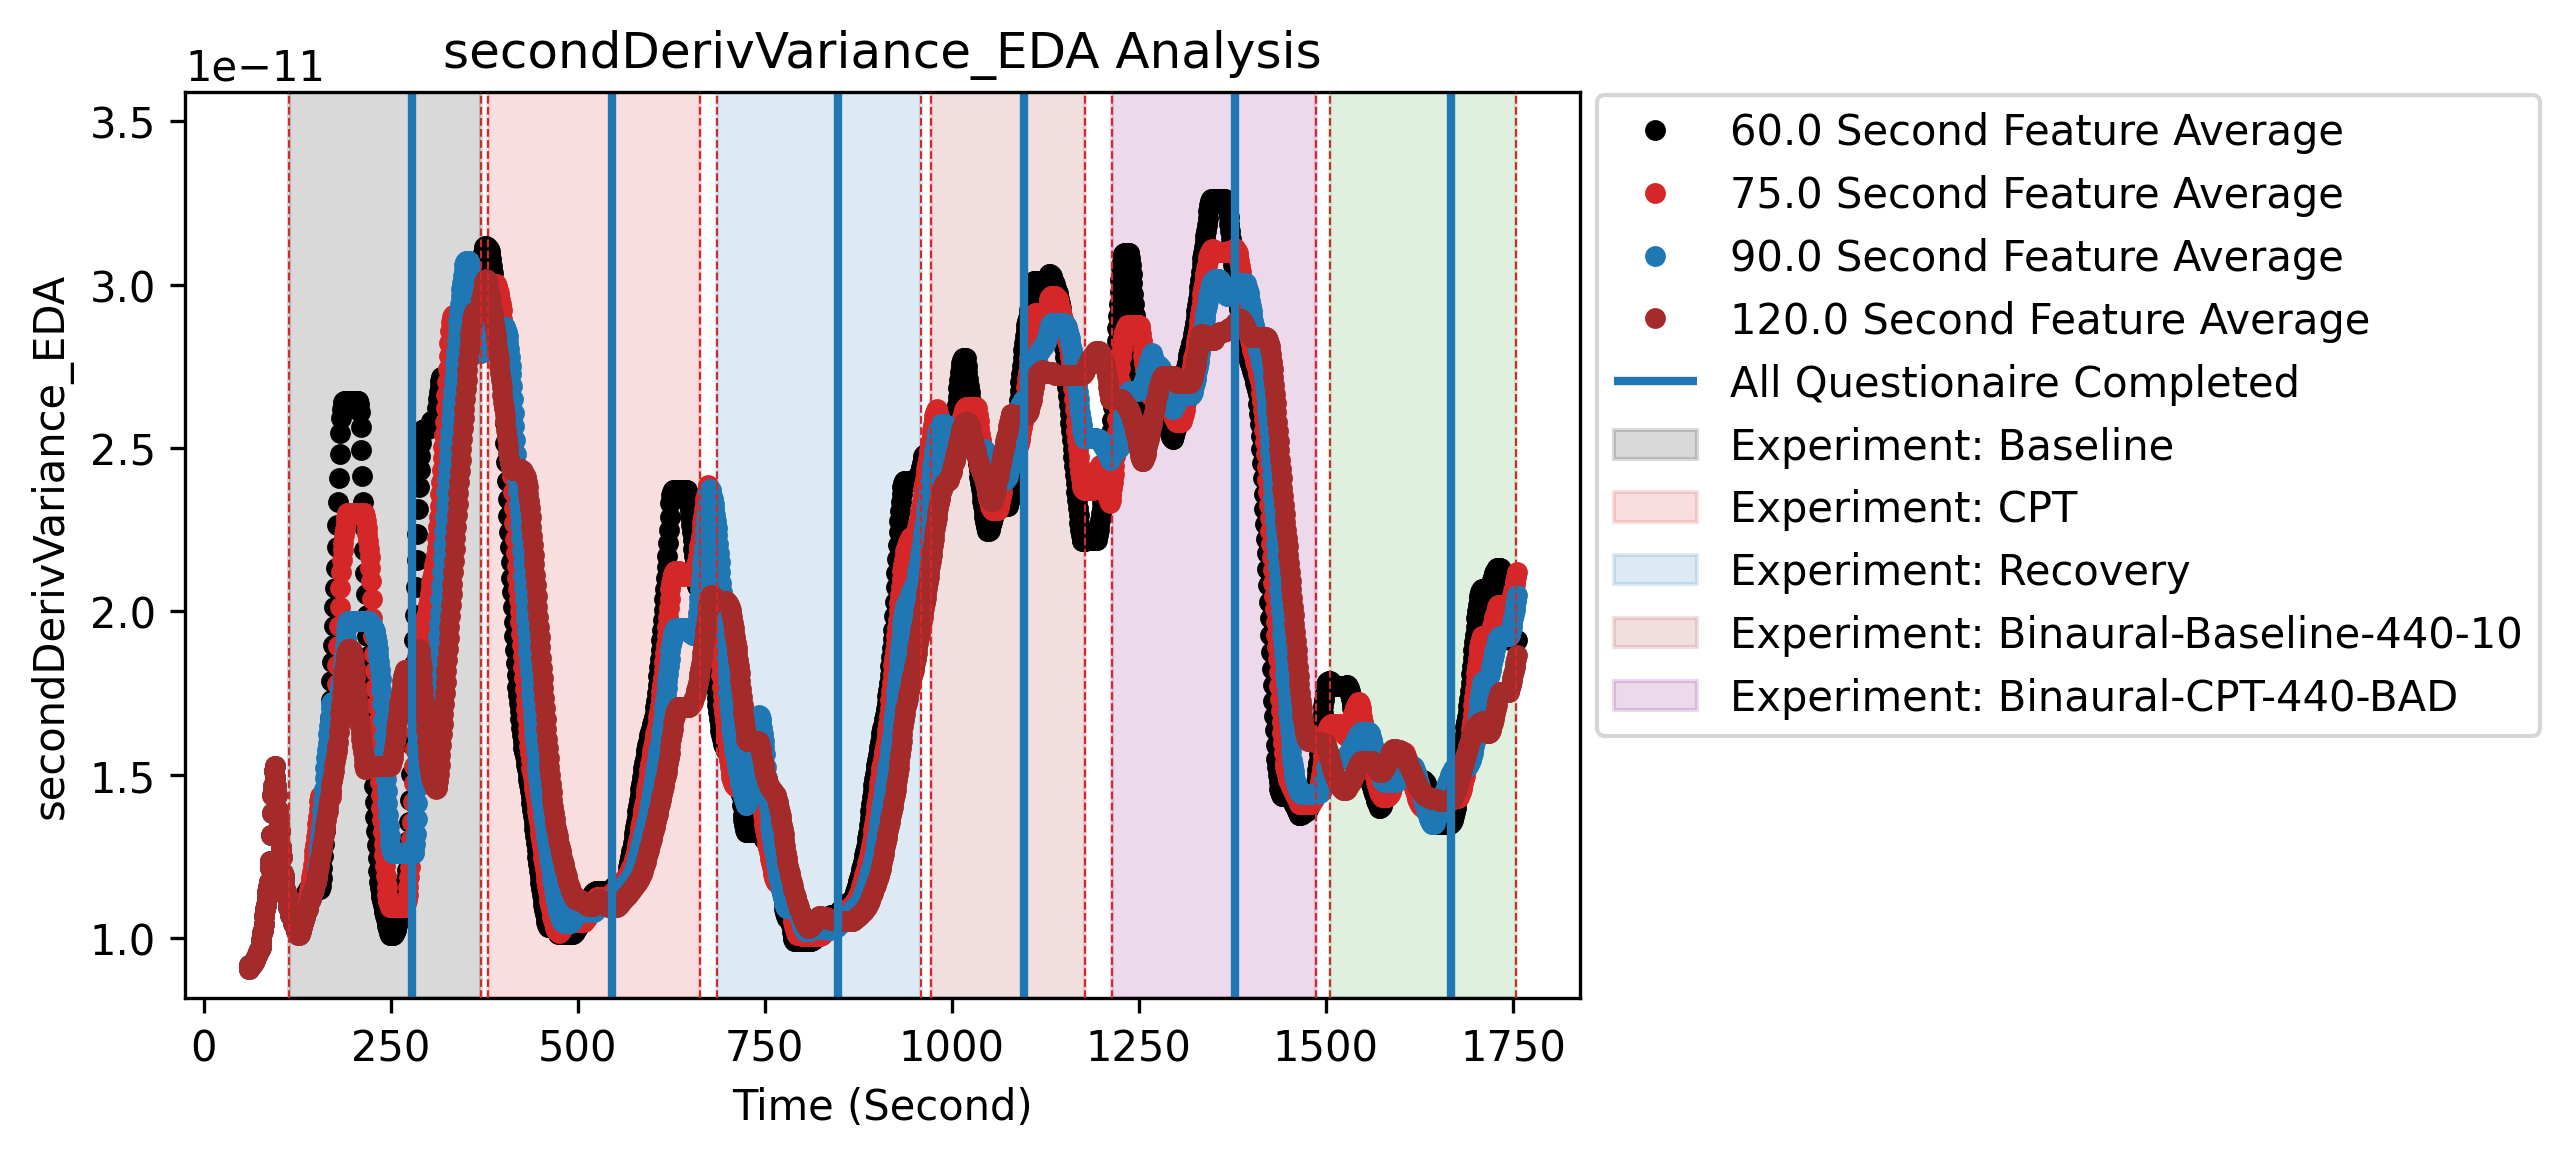 secondDerivVariance_EDA Analysis
1e−11
3.5
3.0
2.5
2.0
1.5
1.0
secondDerivVariance_EDA
0 250 500 750 1000 1250 1500 1750
Time (Second)
60.0 Second Feature Average
75.0 Second Feature Average
90.0 Second Feature Average
120.0 Second Feature Average
All Questionaire Completed
Experiment: Baseline
Experiment: CPT
Experiment: Recovery
Experiment: Binaural-Baseline-440-10
Experiment: Binaural-CPT-440-BAD